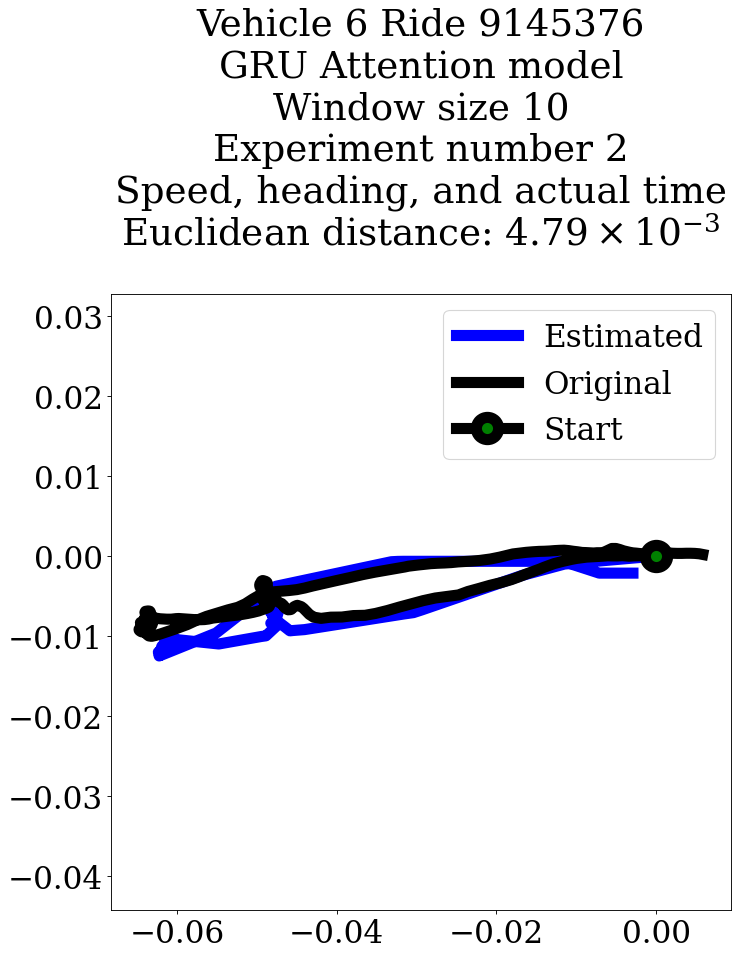 Vehicle 6 Ride 9145376
GRU Attention model
Window size 10
Experiment number 2
Speed, heading, and actual time
Euclidean distance: 4.79 × 10⁻³
Estimated
Original
Start
0.03
0.02
0.01
0.00
−0.01
−0.02
−0.03
−0.04
−0.06
−0.04
−0.02
0.00